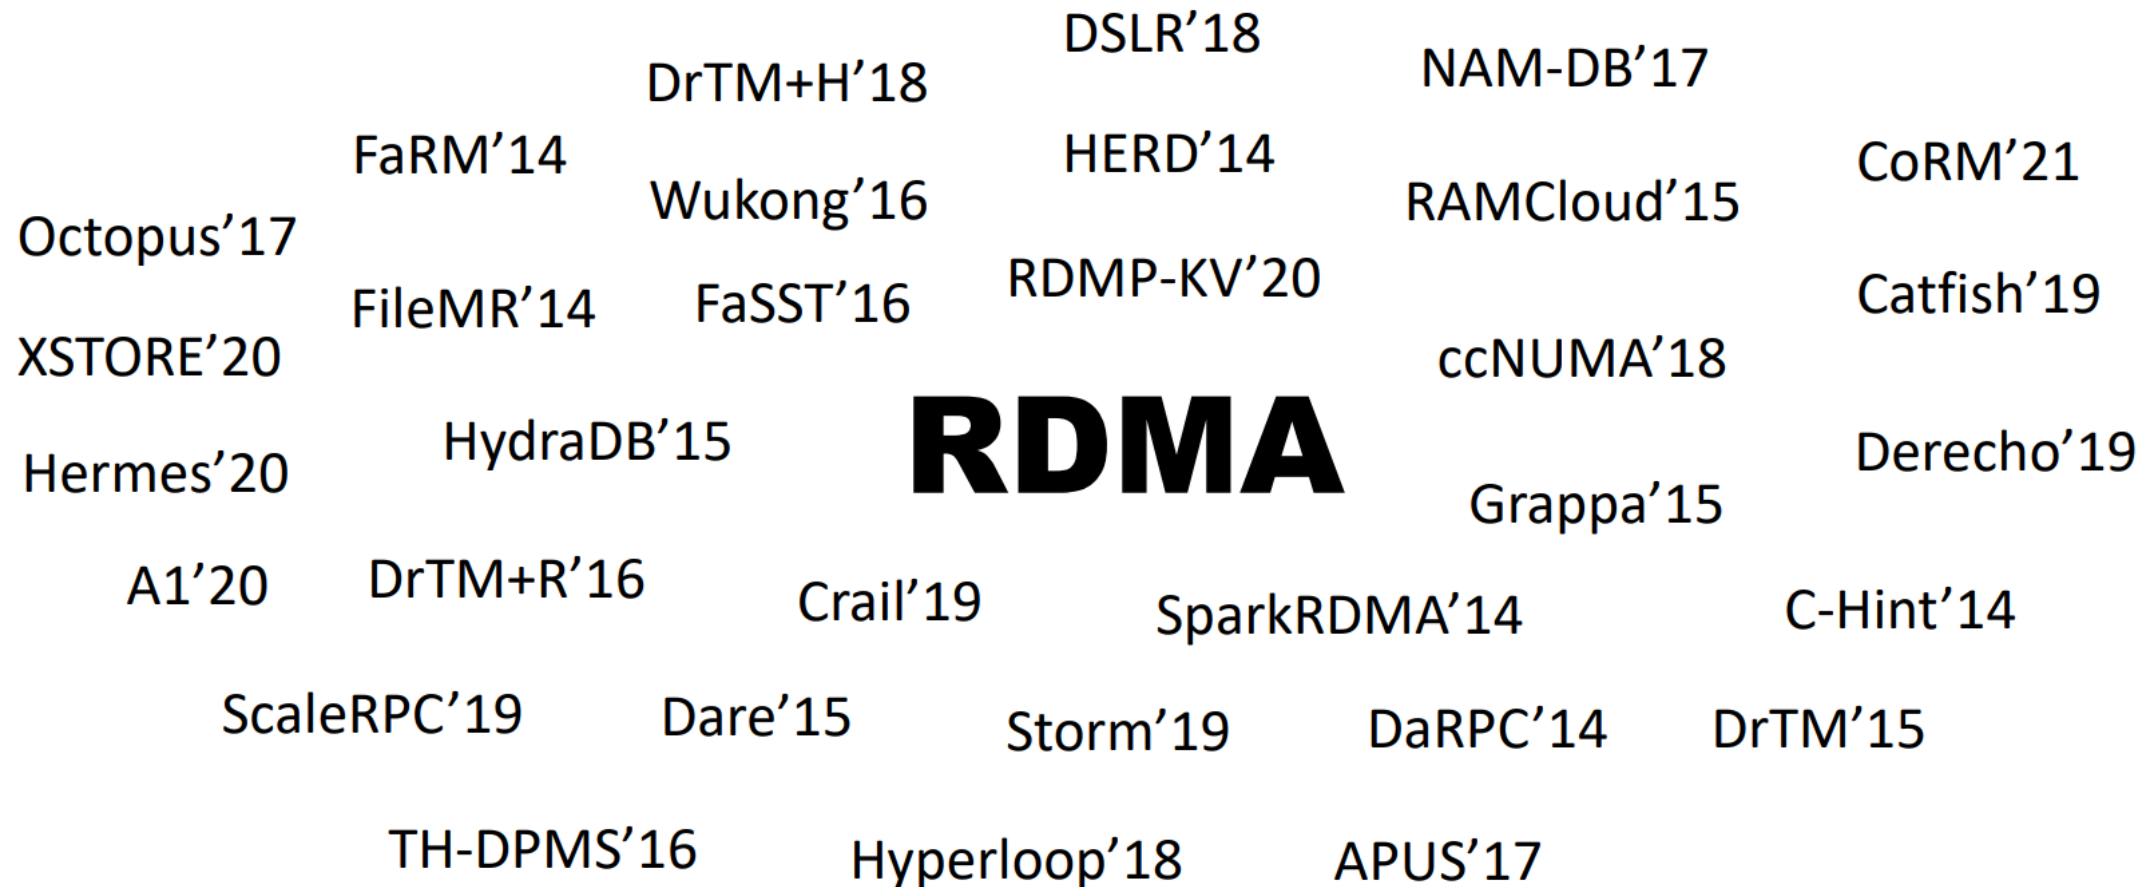 DSLR’18
DrTM+H’18
NAM-DB’17
FaRM’14
HERD’14
CoRM’21
Wukong’16
RAMCloud’15
Octopus’17
RDMP-KV’20
FileMR’14
FaSST’16
Catfish’19
XSTORE’20
ccNUMA’18
RDMA
HydraDB’15
Derecho’19
Hermes’20
Grappa’15
A1’20
DrTM+R’16
Crail’19
SparkRDMA’14
C-Hint’14
ScaleRPC’19
Dare’15
Storm’19
DaRPC’14
DrTM’15
TH-DPMS’16
Hyperloop’18
APUS’17